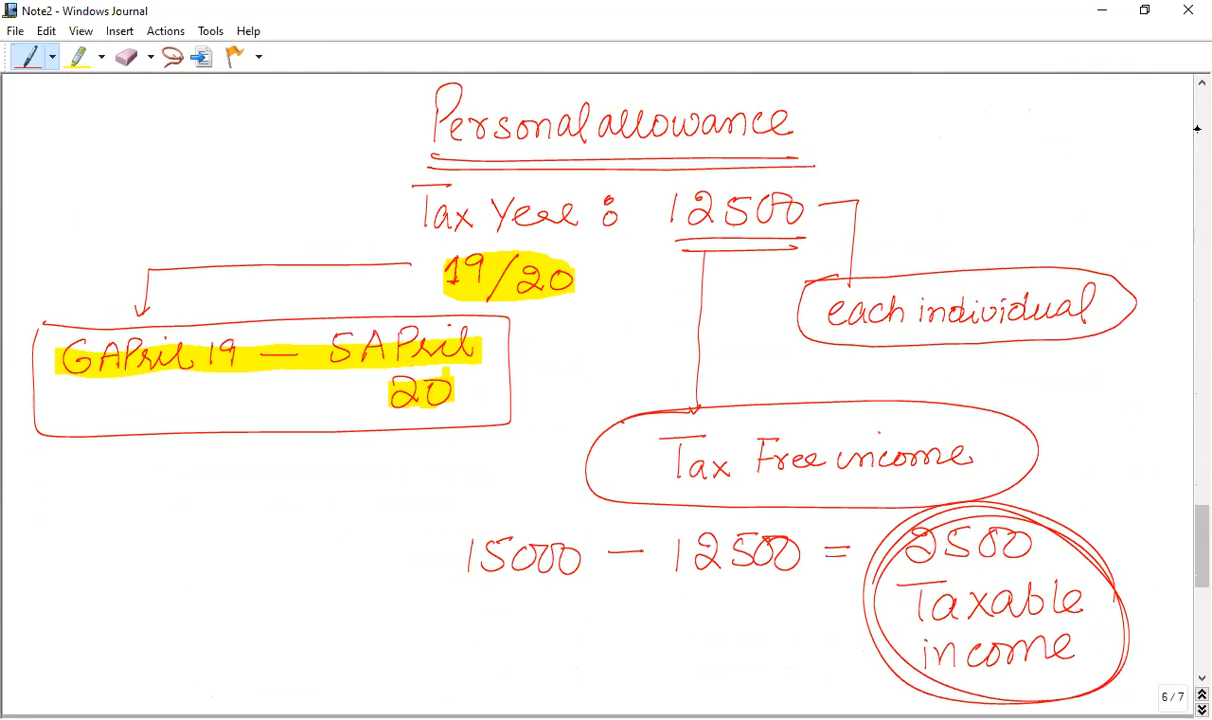 Note2 - Windows Journal
File Edit View Insert Actions Tools Help
Personal allowance
Tax Year : 12500
19/20
each individual
6 APril 19 — 5 APril
20
Tax Free income
15000 — 12500 = 2500
Taxable
income
6 / 7